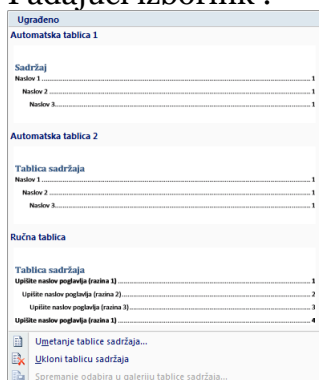 Padajući izbornik :
Ugrađeno
Automatska tablica 1
Sadržaj
Naslov 1 ........ 1
Naslov 2 ........ 1
Naslov 3 ........ 1
Automatska tablica 2
Tablica sadržaja
Naslov 1 ........ 1
Naslov 2 ........ 1
Naslov 3 ........ 1
Ručna tablica
Tablica sadržaja
Upišite naslov poglavlja (razina 1) ........ 1
Upišite naslov poglavlja (razina 2) ........ 2
Upišite naslov poglavlja (razina 3) ........ 3
Upišite naslov poglavlja (razina 1) ........ 4
Umetanje tablice sadržaja...
Ukloni tablicu sadržaja
Spremanje odabira u galeriju tablice sadržaja...